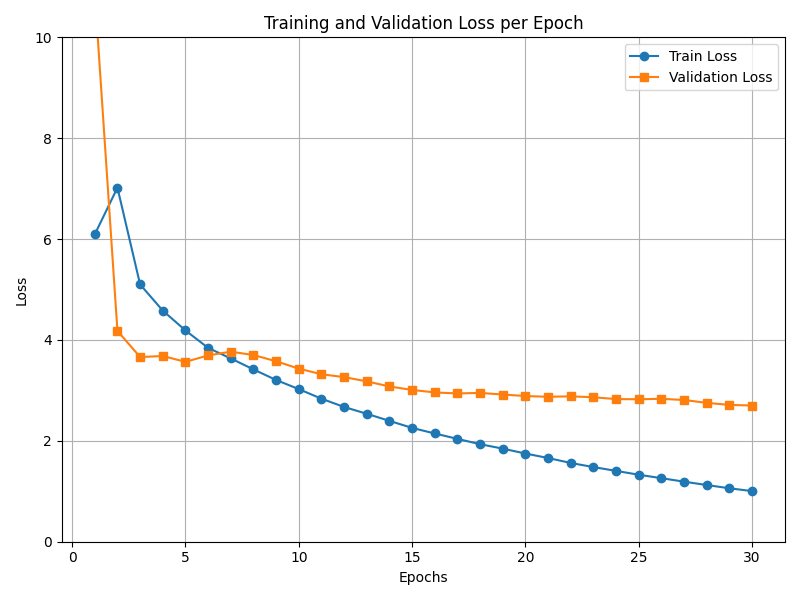 Training and Validation Loss per Epoch
Train Loss
Validation Loss
Loss
10
8
6
4
2
0
0 5 10 15 20 25 30
Epochs